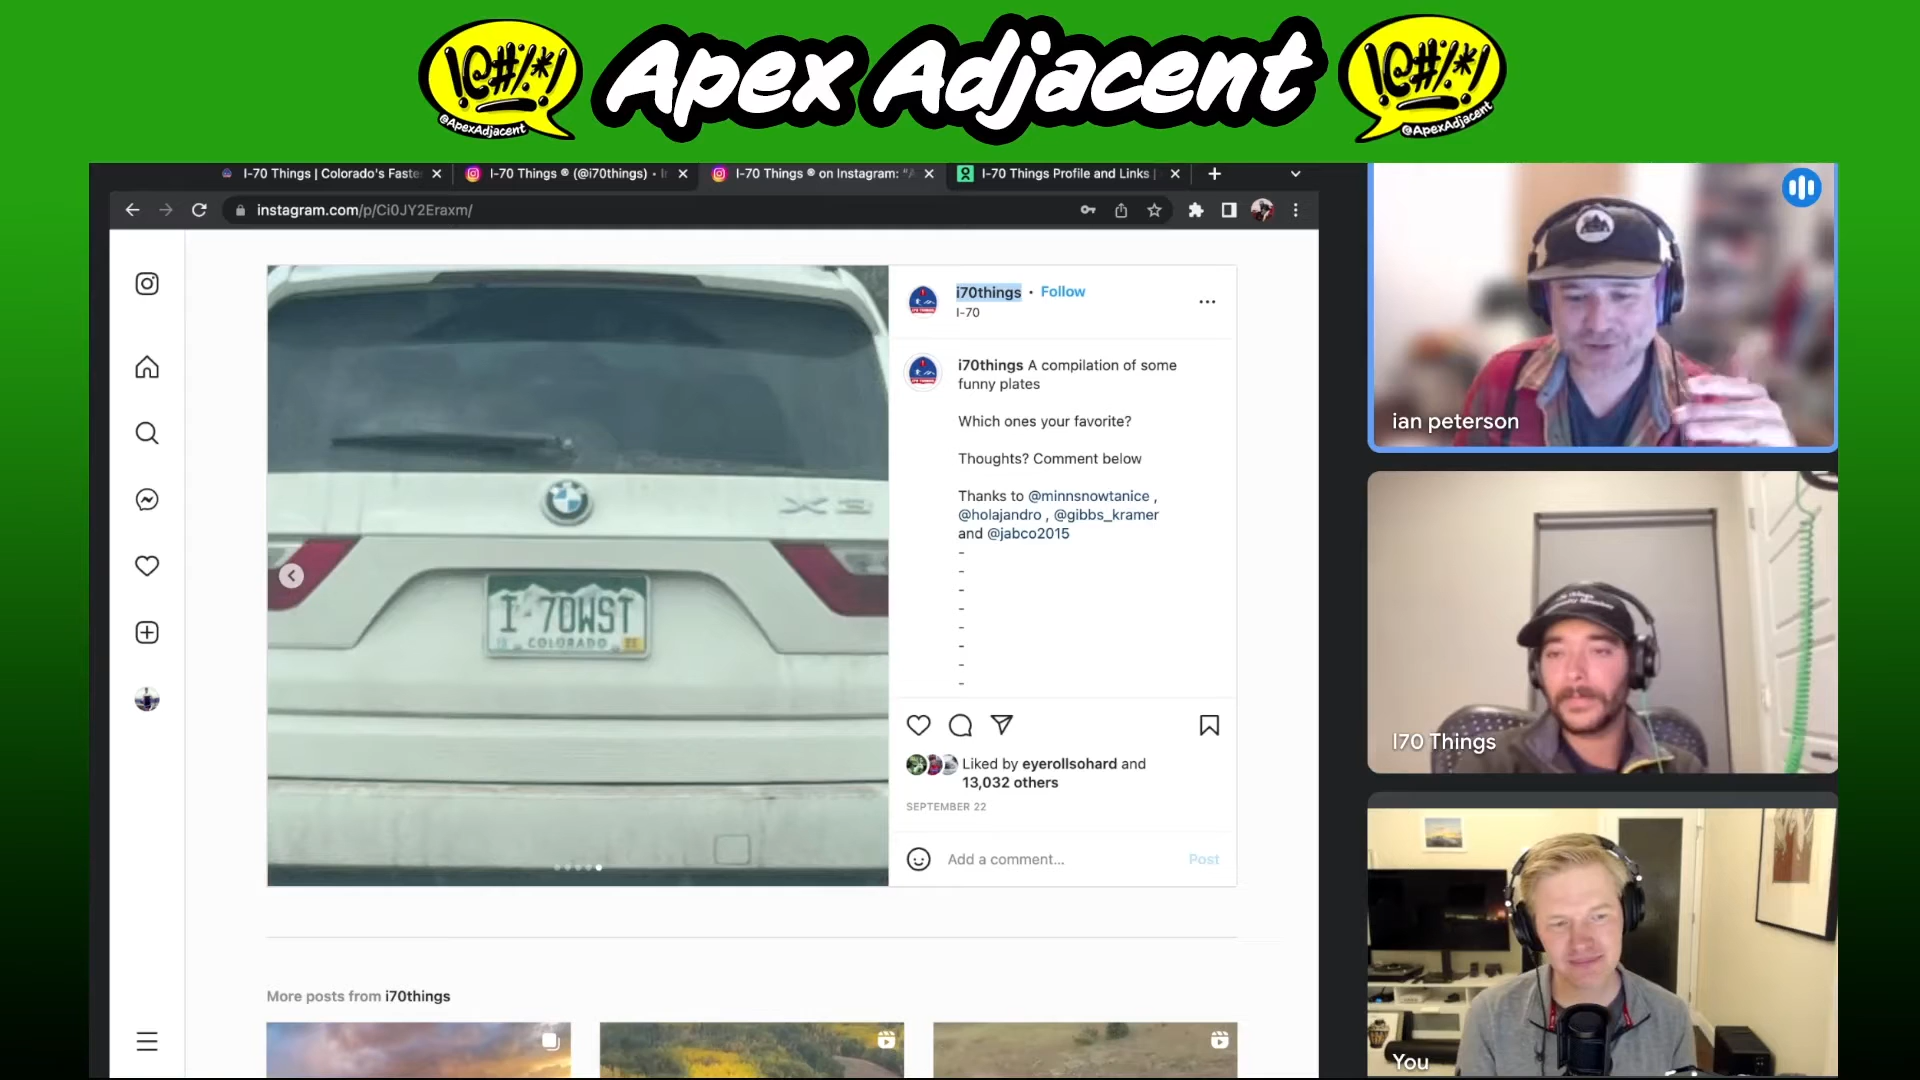 !@#/*!
@ApexAdjacent
Apex Adjacent
!@#/*!
@ApexAdjacent
I-70 Things | Colorado's Faste
I-70 Things ® (@i70things) • I
I-70 Things ® on Instagram: "A
I-70 Things Profile and Links |
instagram.com/p/Ci0JY2Eraxm/
i70things • Follow
I-70
i70things A compilation of some
funny plates
Which ones your favorite?
Thoughts? Comment below
Thanks to @minnsnowtanice ,
@holajandro , @gibbs_kramer
and @jabco2015
-
-
-
-
-
-
-
-
X3
I-70WST
COLORADO
Liked by eyerollsohard and
13,032 others
SEPTEMBER 22
Add a comment...
Post
More posts from i70things
ian peterson
I70 Things
You